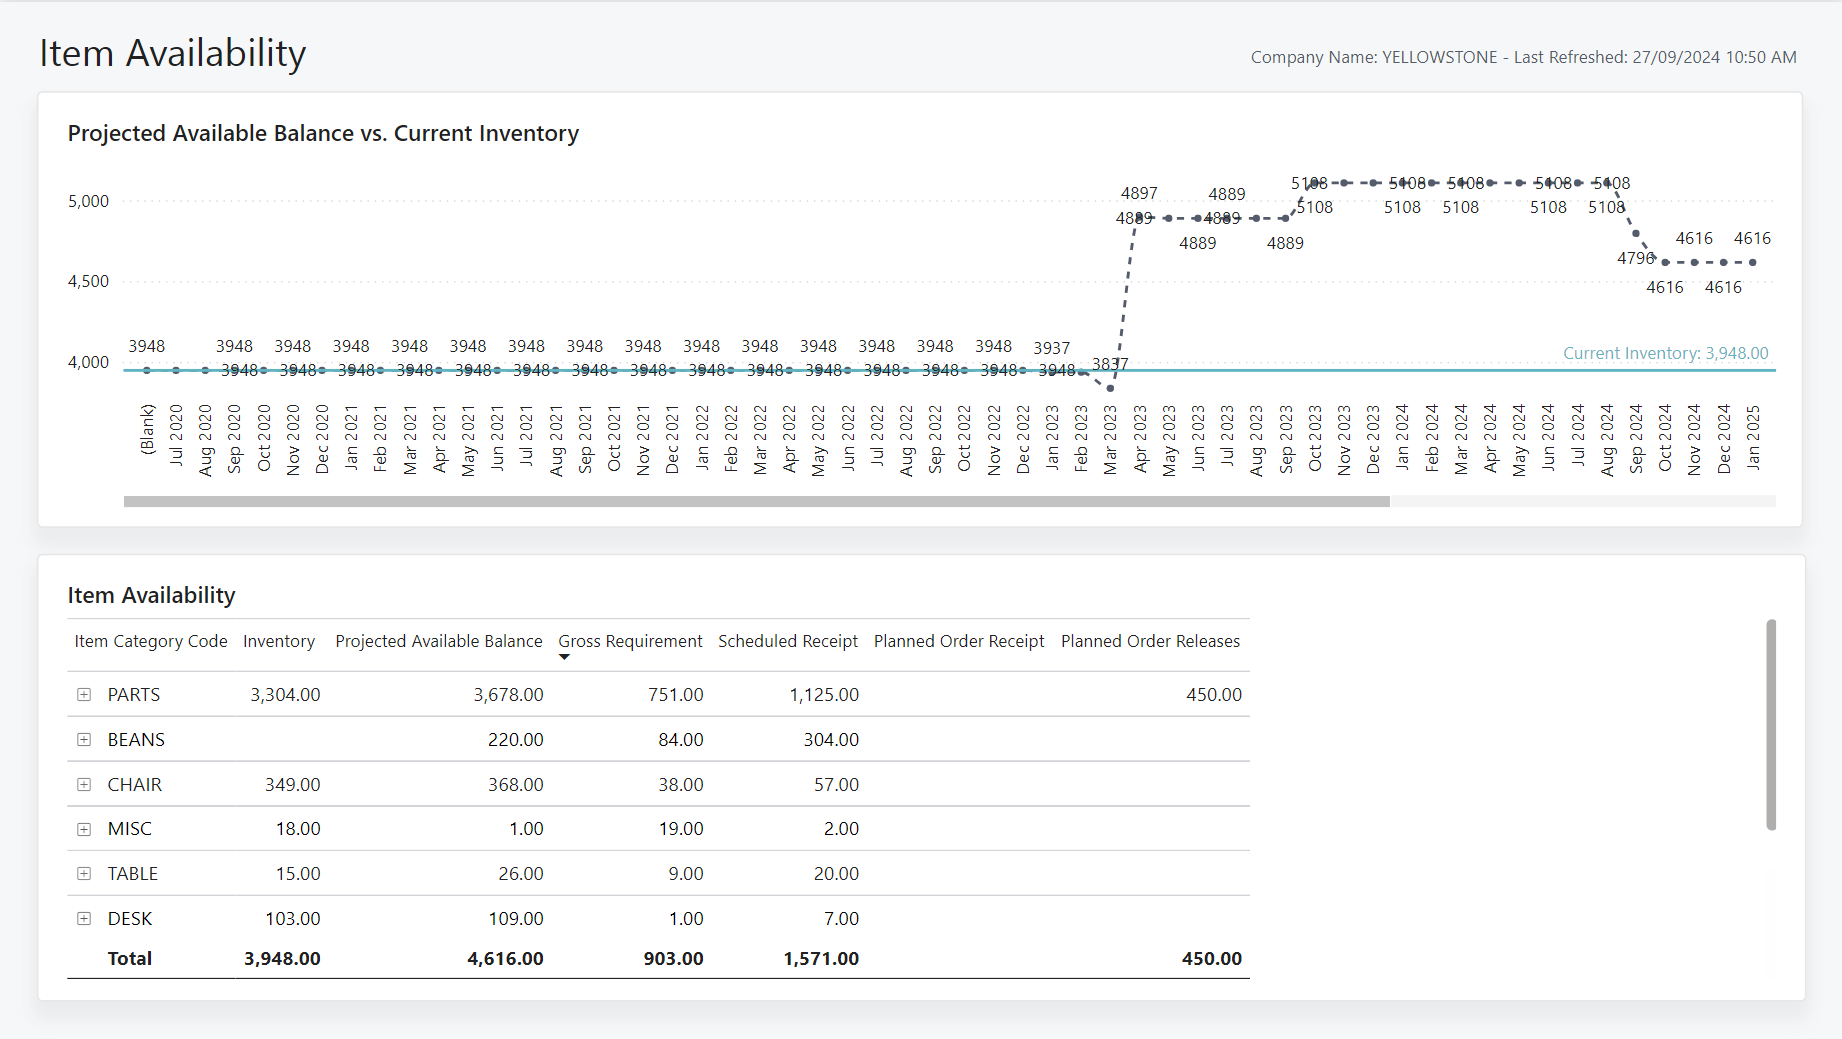 Item Availability
Company Name: YELLOWSTONE - Last Refreshed: 27/09/2024 10:50 AM
Projected Available Balance vs. Current Inventory
5,000
4,500
4,000
3948 3948 3948 3948 3948 3948 3948 3948 3948 3948 3948 3948 3948 3948 3948 3937
3948 3948 3948 3948 3948 3948 3948 3948 3948 3948 3948 3948 3948 3948 3948 3837
4897 4889
4889 4889
4889 4889
5108 5108 5108 5108 5108
5108 5108 5108 5108 5108
4796
4616 4616
4616 4616
Current Inventory: 3,948.00
(Blank) Jul 2020 Aug 2020 Sep 2020 Oct 2020 Nov 2020 Dec 2020 Jan 2021 Feb 2021 Mar 2021 Apr 2021 May 2021 Jun 2021 Jul 2021 Aug 2021 Sep 2021 Oct 2021 Nov 2021 Dec 2021 Jan 2022 Feb 2022 Mar 2022 Apr 2022 May 2022 Jun 2022 Jul 2022 Aug 2022 Sep 2022 Oct 2022 Nov 2022 Dec 2022 Jan 2023 Feb 2023 Mar 2023 Apr 2023 May 2023 Jun 2023 Jul 2023 Aug 2023 Sep 2023 Oct 2023 Nov 2023 Dec 2023 Jan 2024 Feb 2024 Mar 2024 Apr 2024 May 2024 Jun 2024 Jul 2024 Aug 2024 Sep 2024 Oct 2024 Nov 2024 Dec 2024 Jan 2025
Item Availability
Item Category Code Inventory Projected Available Balance Gross Requirement Scheduled Receipt Planned Order Receipt Planned Order Releases
PARTS 3,304.00 3,678.00 751.00 1,125.00 450.00
BEANS 220.00 84.00 304.00
CHAIR 349.00 368.00 38.00 57.00
MISC 18.00 1.00 19.00 2.00
TABLE 15.00 26.00 9.00 20.00
DESK 103.00 109.00 1.00 7.00
Total 3,948.00 4,616.00 903.00 1,571.00 450.00